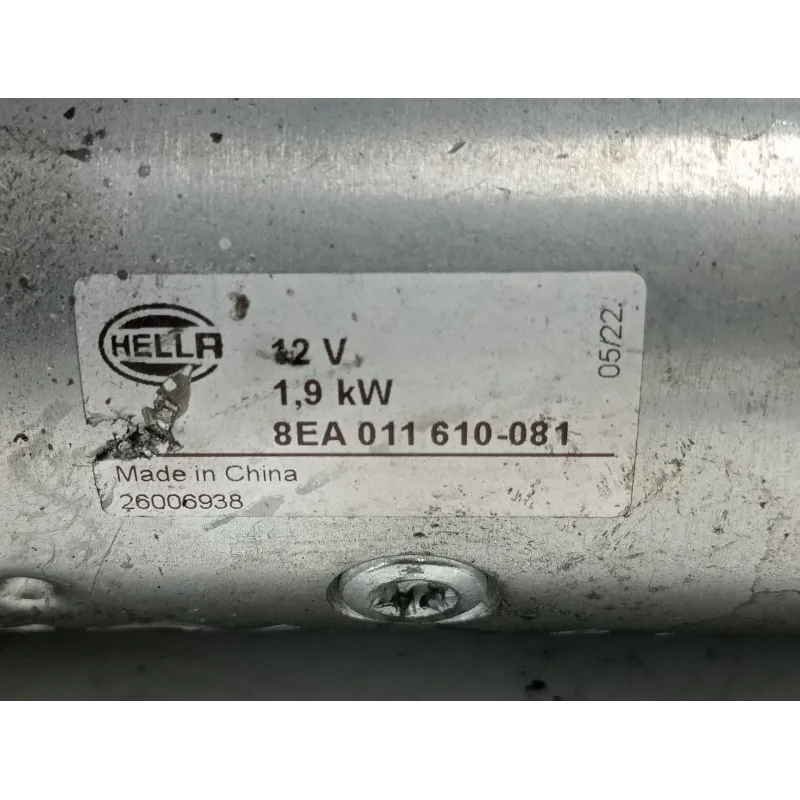 HELLA
12 V
1,9 kW
8EA 011 610-081
05/22
Made in China
26006938